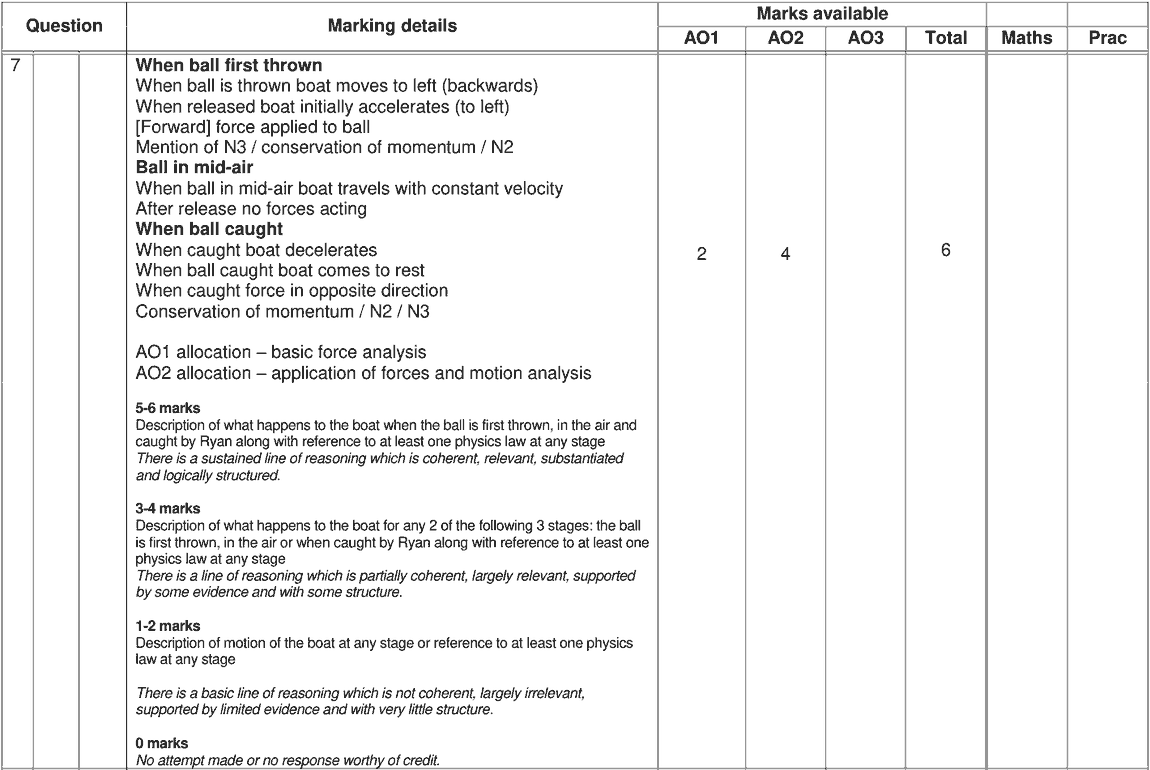 Question
Marking details
Marks available
AO1
AO2
AO3
Total
Maths
Prac
7
When ball first thrown
When ball is thrown boat moves to left (backwards)
When released boat initially accelerates (to left)
[Forward] force applied to ball
Mention of N3 / conservation of momentum / N2
Ball in mid-air
When ball in mid-air boat travels with constant velocity
After release no forces acting
When ball caught
When caught boat decelerates
When ball caught boat comes to rest
When caught force in opposite direction
Conservation of momentum / N2 / N3
AO1 allocation – basic force analysis
AO2 allocation – application of forces and motion analysis
5-6 marks
Description of what happens to the boat when the ball is first thrown, in the air and
caught by Ryan along with reference to at least one physics law at any stage
There is a sustained line of reasoning which is coherent, relevant, substantiated
and logically structured.
3-4 marks
Description of what happens to the boat for any 2 of the following 3 stages: the ball
is first thrown, in the air or when caught by Ryan along with reference to at least one
physics law at any stage
There is a line of reasoning which is partially coherent, largely relevant, supported
by some evidence and with some structure.
1-2 marks
Description of motion of the boat at any stage or reference to at least one physics
law at any stage
There is a basic line of reasoning which is not coherent, largely irrelevant,
supported by limited evidence and with very little structure.
0 marks
No attempt made or no response worthy of credit.
2
4
6